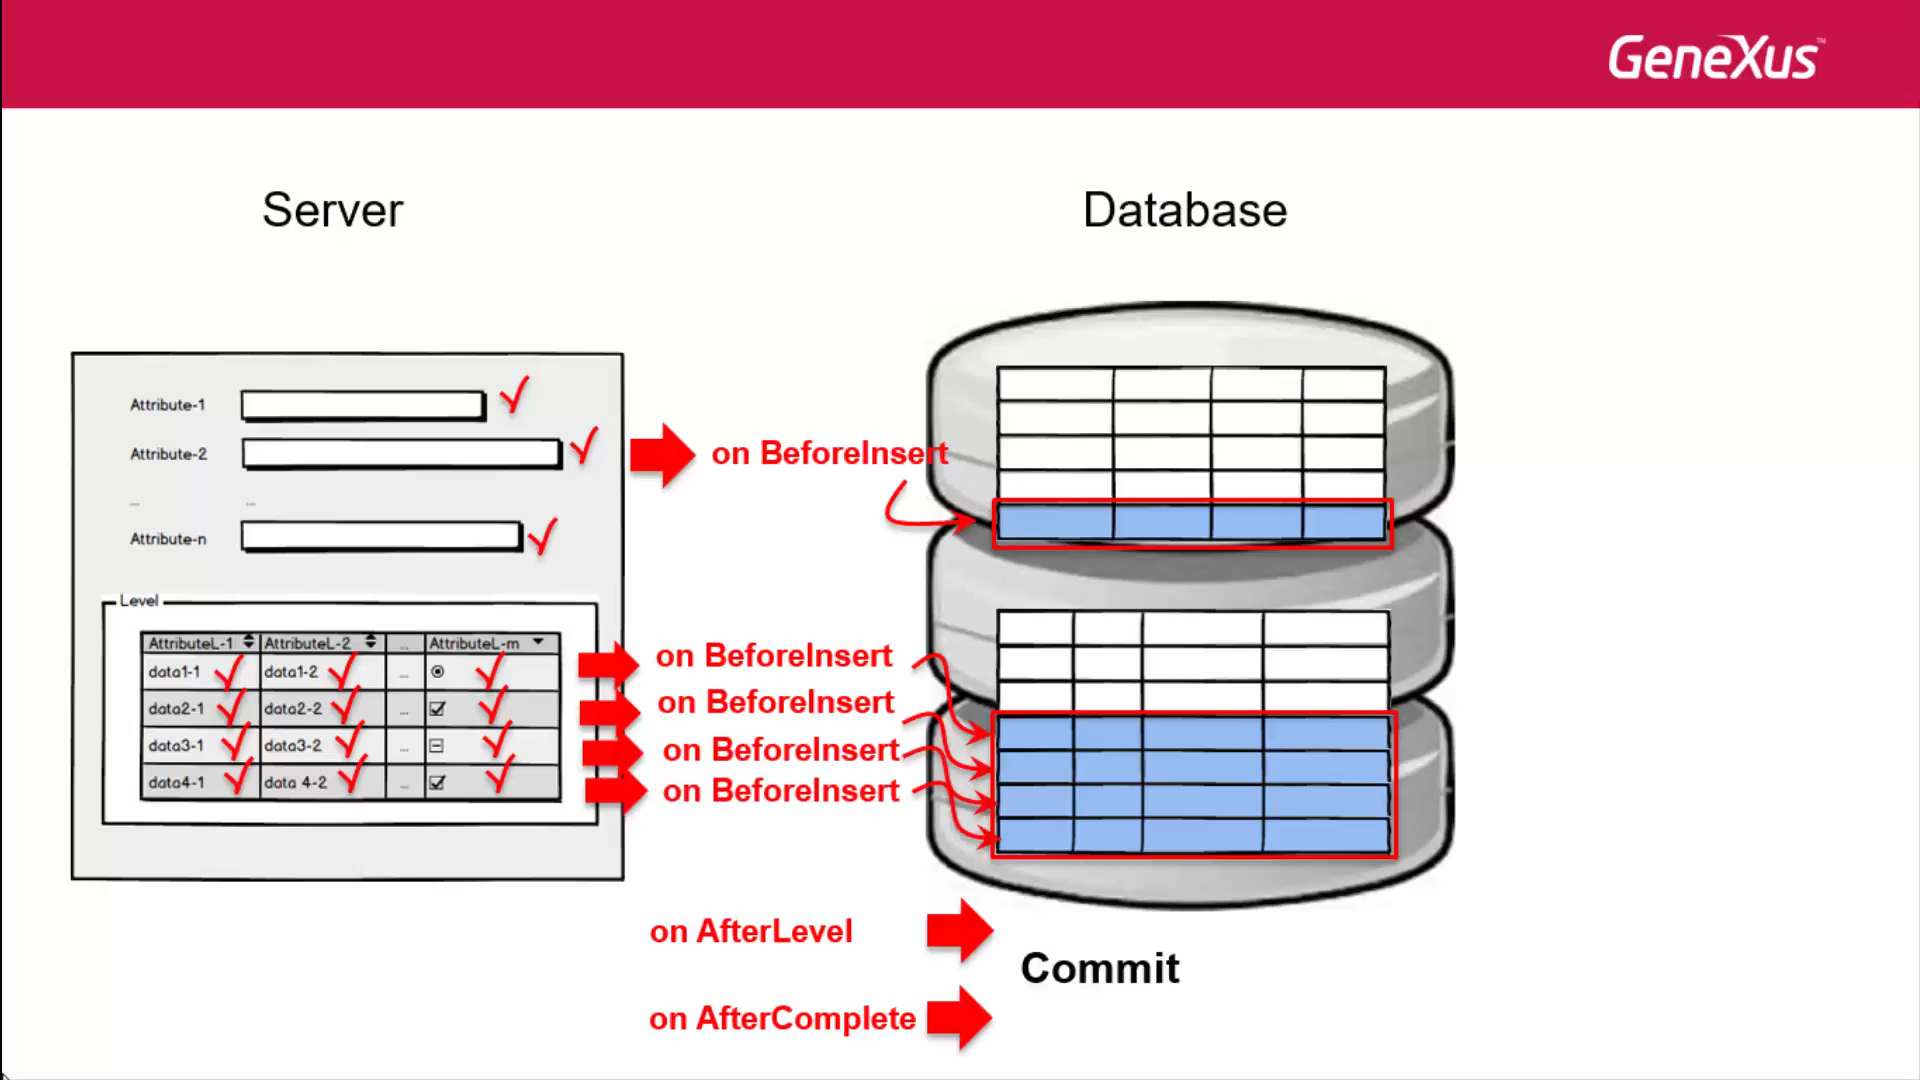 GeneXus™
Server
Database
Attribute-1
Attribute-2
... ...
Attribute-n
on BeforeInsert
Level
AttributeL-1 AttributeL-2 ... AttributeL-m
data1-1 data1-2 ...
data2-1 data2-2 ...
data3-1 data3-2 ...
data4-1 data 4-2 ...
on BeforeInsert
on BeforeInsert
on BeforeInsert
on BeforeInsert
on AfterLevel
Commit
on AfterComplete